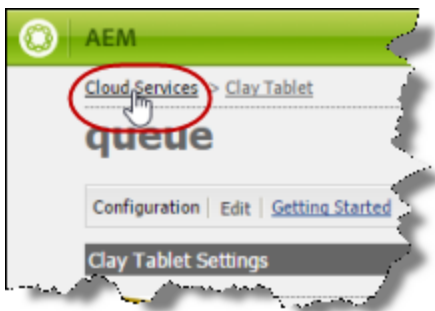 AEM
Cloud Services > Clay Tablet
queue
Configuration | Edit | Getting Started
Clay Tablet Settings